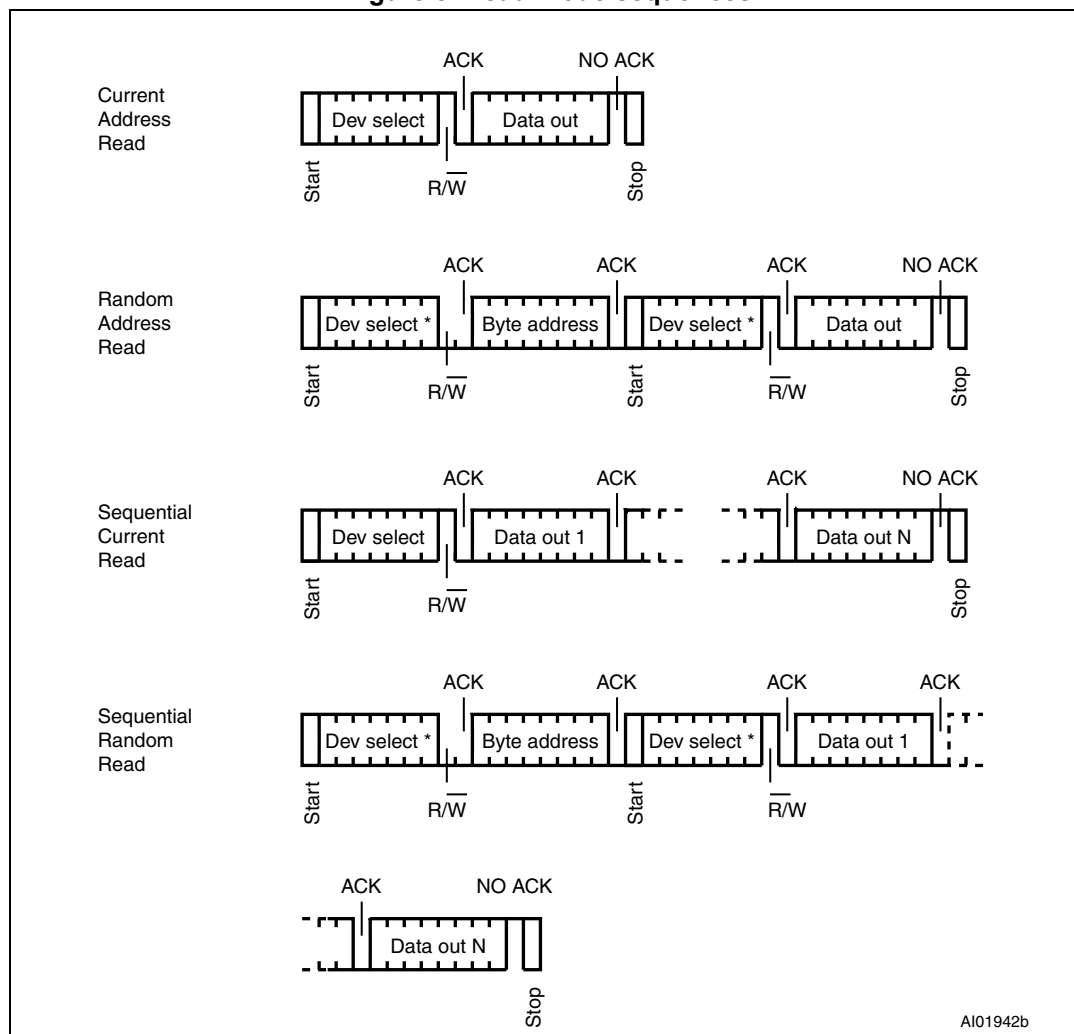 ACK NO ACK
Current
Address
Read
Dev select Data out
Start R/W Stop
ACK ACK ACK NO ACK
Random
Address
Read
Dev select * Byte address Dev select * Data out
Start R/W Start R/W Stop
ACK ACK ACK NO ACK
Sequential
Current
Read
Dev select Data out 1 Data out N
Start R/W Stop
ACK ACK ACK ACK
Sequential
Random
Read
Dev select * Byte address Dev select * Data out 1
Start R/W Start R/W
ACK NO ACK
Data out N
Stop
AI01942b